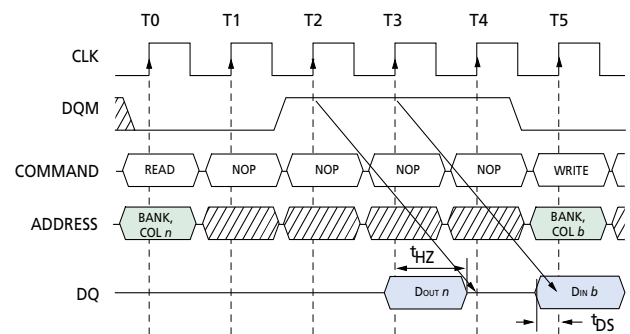 T0 T1 T2 T3 T4 T5
CLK
DQM
COMMAND READ NOP NOP NOP NOP WRITE
ADDRESS BANK, COL n BANK, COL b
tHZ
DQ DOUT n DIN b
tDS